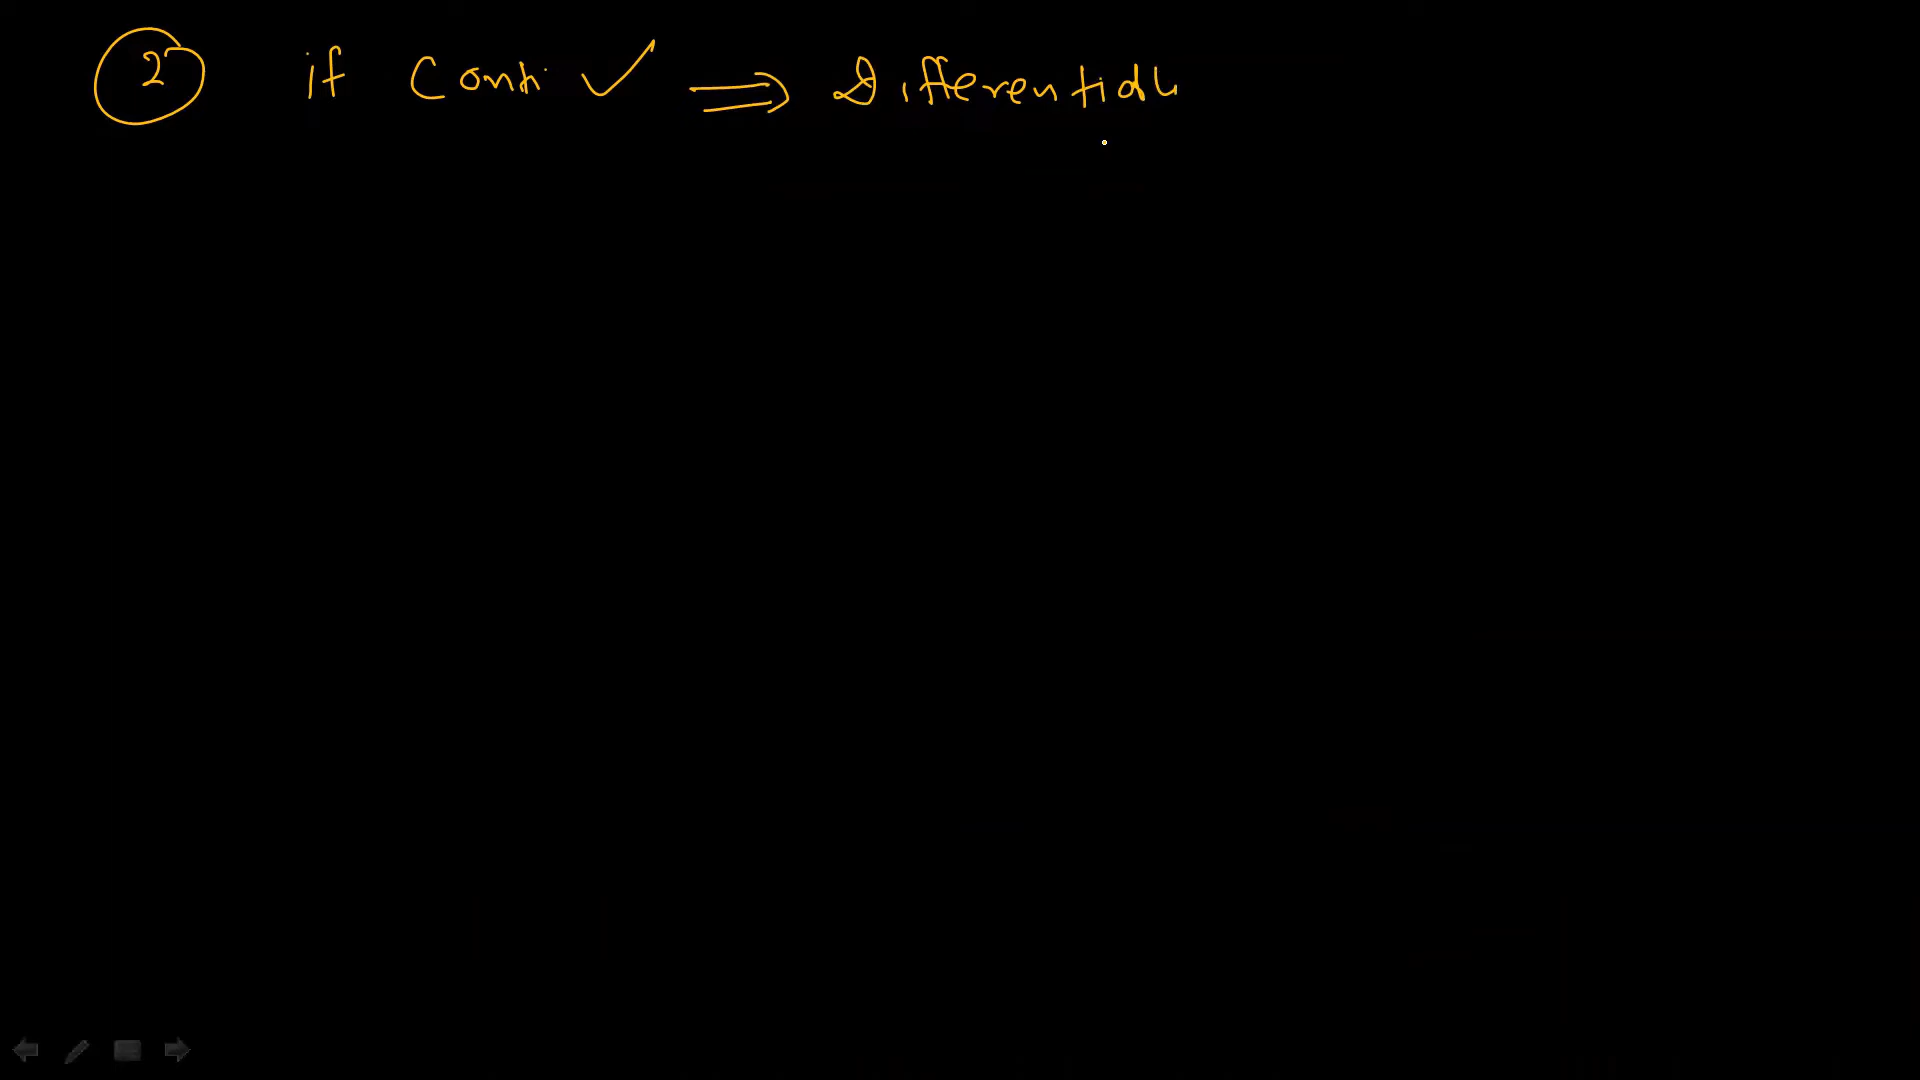 2 if Conti ✓ ⇒ Differentiable